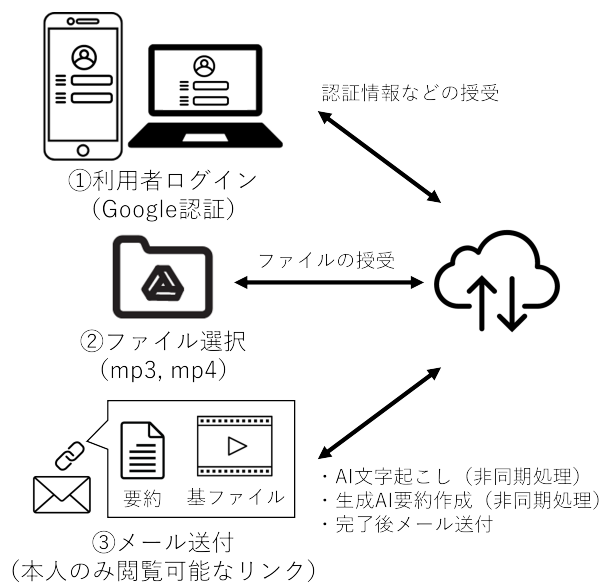 認証情報などの授受
①利用者ログイン
（Google認証）
ファイルの授受
②ファイル選択
（mp3, mp4）
要約
基ファイル
・AI文字起こし（非同期処理）
・生成AI要約作成（非同期処理）
・完了後メール送付
③メール送付
（本人のみ閲覧可能なリンク）